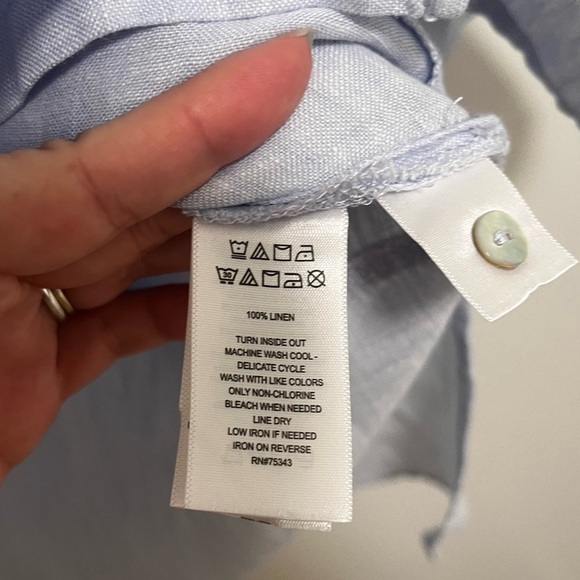 30
100% LINEN
TURN INSIDE OUT
MACHINE WASH COOL -
DELICATE CYCLE
WASH WITH LIKE COLORS
ONLY NON-CHLORINE
BLEACH WHEN NEEDED
LINE DRY
LOW IRON IF NEEDED
IRON ON REVERSE
RN#75343